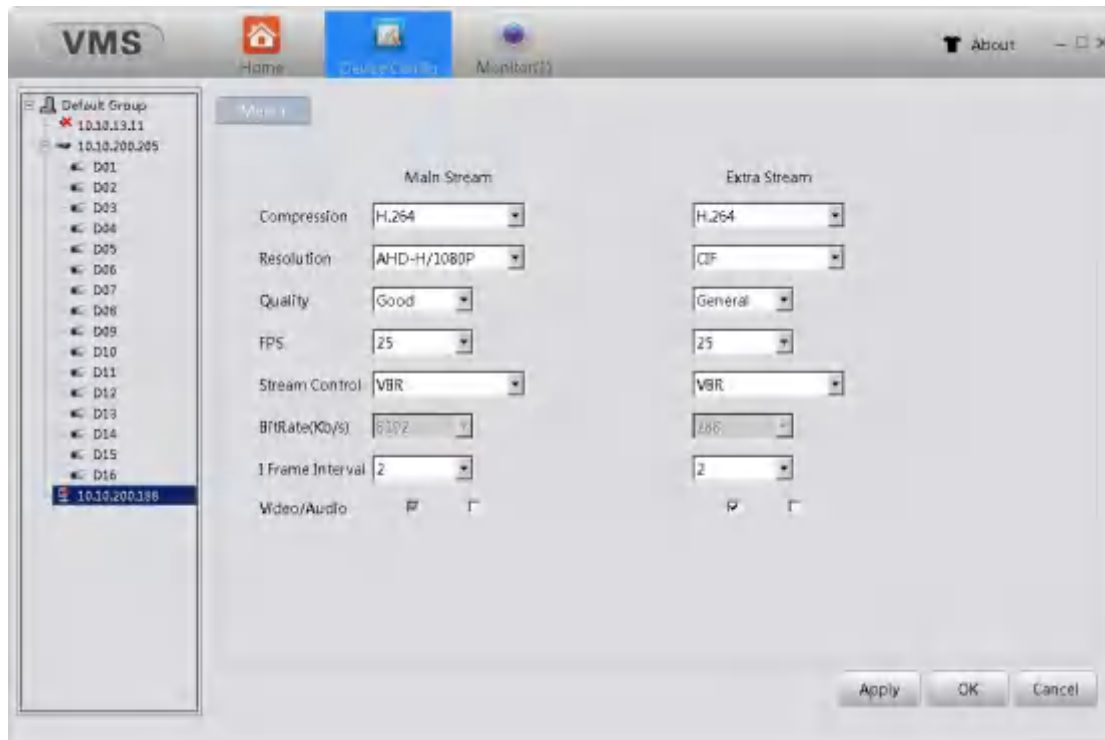 VMS
Home
DeviceConfig
Monitor(1)
About
Default Group
10.10.13.11
10.10.200.205
D01
D02
D03
D04
D05
D06
D07
D08
D09
D10
D11
D12
D13
D14
D15
D16
10.10.200.186
Main Stream Extra Stream
Compression H.264 H.264
Resolution AHD-H/1080P CIF
Quality Good General
FPS 25 25
Stream Control VBR VBR
BitRate(Kb/s)
I Frame Interval 2 2
Video/Audio
Apply OK Cancel